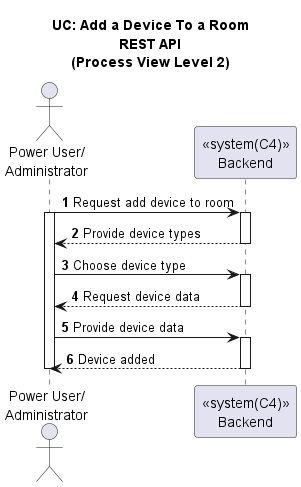 UC: Add a Device To a Room
REST API
(Process View Level 2)
Power User/
Administrator
«system(C4)»
Backend
1 Request add device to room
2 Provide device types
3 Choose device type
4 Request device data
5 Provide device data
6 Device added
Power User/
Administrator
«system(C4)»
Backend